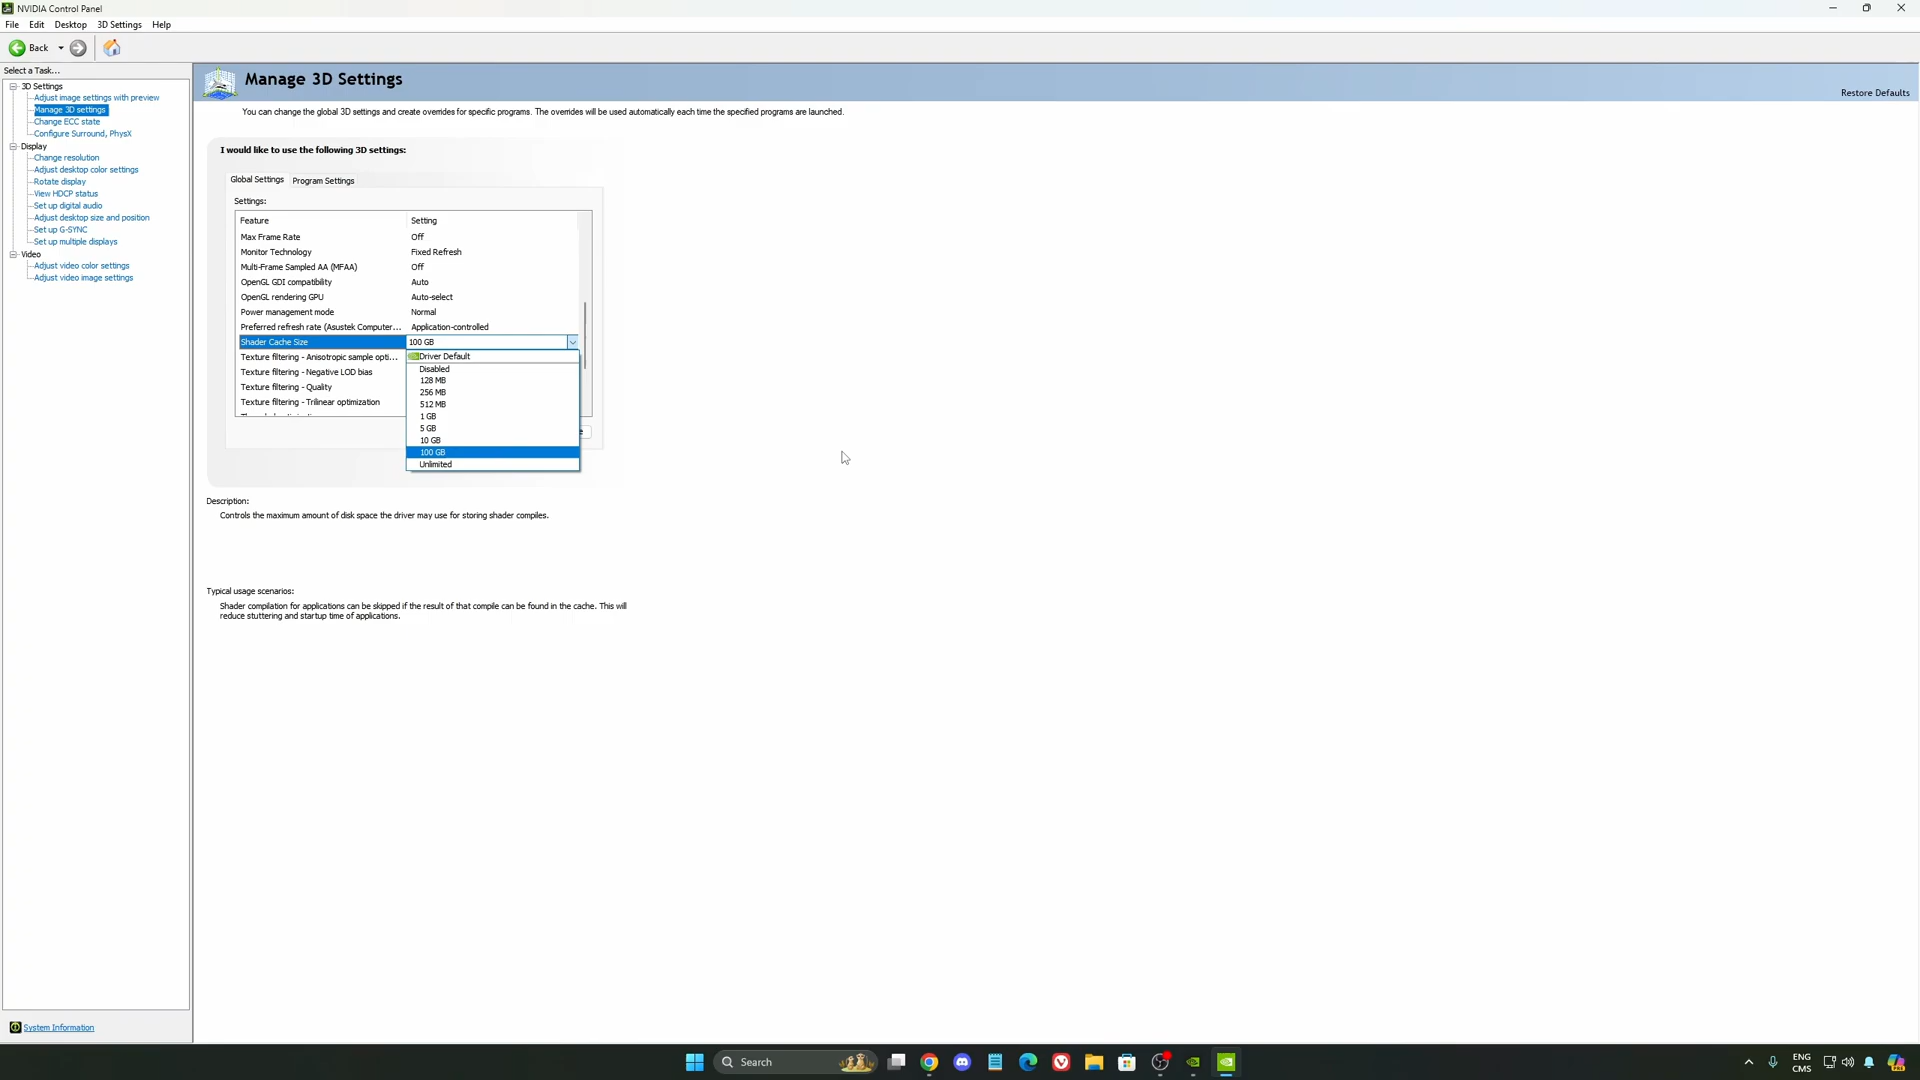 NVIDIA Control Panel
File Edit Desktop 3D Settings Help
Back
Select a Task...
3D Settings
Adjust image settings with preview
Manage 3D settings
Change ECC state
Configure Surround, PhysX
Display
Change resolution
Adjust desktop color settings
Rotate display
View HDCP status
Set up digital audio
Adjust desktop size and position
Set up G-SYNC
Set up multiple displays
Video
Adjust video color settings
Adjust video image settings
System Information
Manage 3D Settings
Restore Defaults
You can change the global 3D settings and create overrides for specific programs. The overrides will be used automatically each time the specified programs are launched.
I would like to use the following 3D settings:
Global Settings Program Settings
Settings:
Feature Setting
Max Frame Rate Off
Monitor Technology Fixed Refresh
Multi-Frame Sampled AA (MFAA) Off
OpenGL GDI compatibility Auto
OpenGL rendering GPU Auto-select
Power management mode Normal
Preferred refresh rate (Asustek Computer... Application-controlled
Shader Cache Size 100 GB
Texture filtering - Anisotropic sample opti...
Texture filtering - Negative LOD bias
Texture filtering - Quality
Texture filtering - Trilinear optimization
Driver Default
Disabled
128 MB
256 MB
512 MB
1 GB
5 GB
10 GB
100 GB
Unlimited
Description:
Controls the maximum amount of disk space the driver may use for storing shader compiles.
Typical usage scenarios:
Shader compilation for applications can be skipped if the result of that compile can be found in the cache. This will
reduce stuttering and startup time of applications.
Search
ENG
CMS